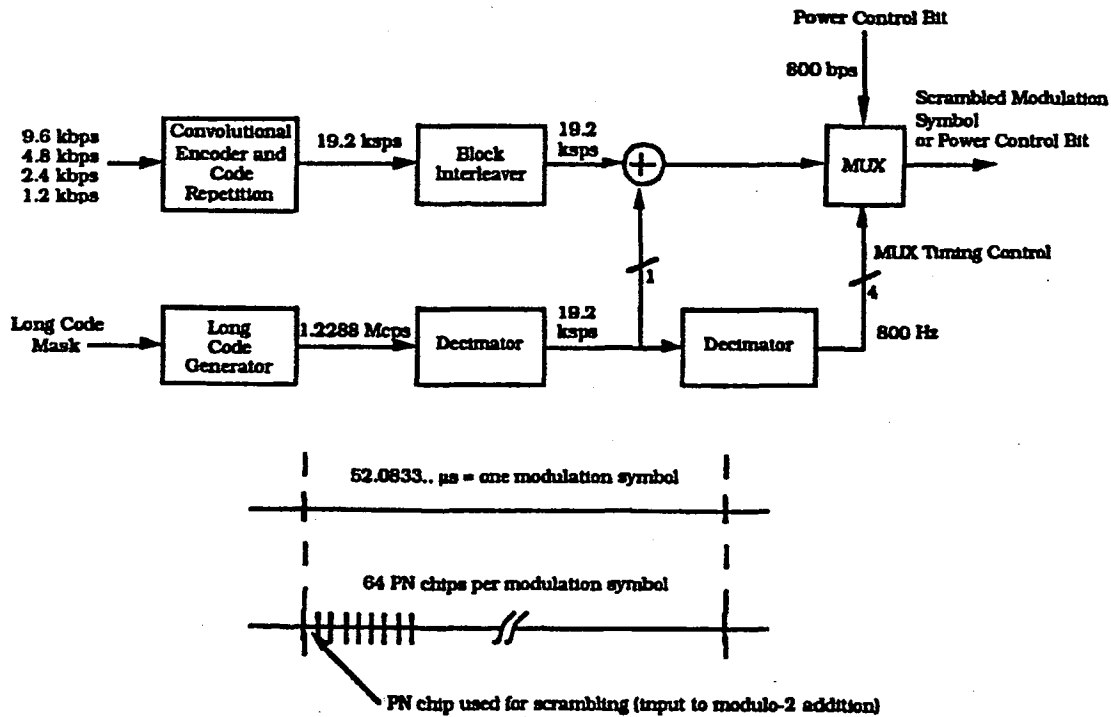 Power Control Bit
800 bps
Scrambled Modulation
Symbol
or Power Control Bit
9.6 kbps
4.8 kbps
2.4 kbps
1.2 kbps
Convolutional
Encoder and
Code
Repetition
19.2 ksps
Block
Interleaver
19.2
ksps
+
MUX
MUX Timing Control
1
4
800 Hz
Long Code
Mask
Long
Code
Generator
1.2288 Mcps
Decimator
19.2
ksps
Decimator
52.0833.. µs = one modulation symbol
64 PN chips per modulation symbol
PN chip used for scrambling (input to modulo-2 addition)